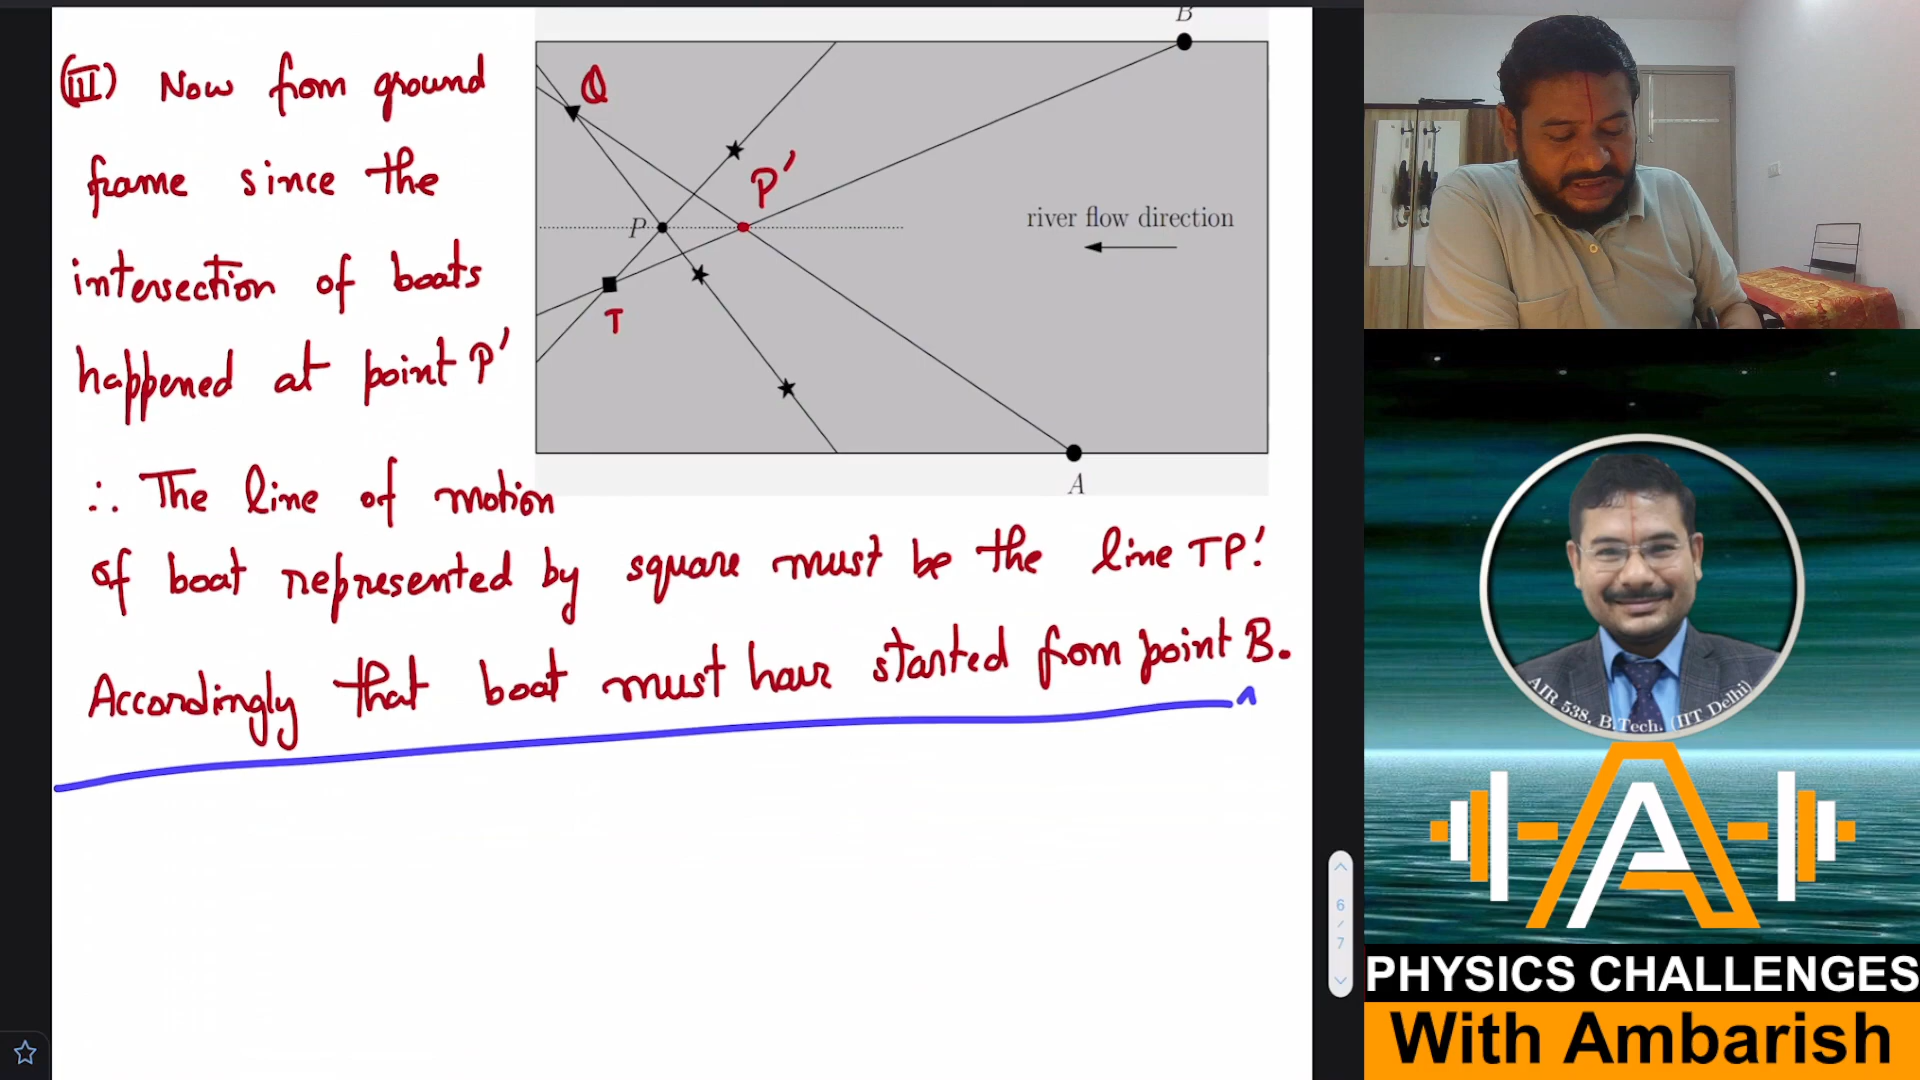 (III) Now from ground
frame since the
intersection of boats
happened at point P'
∴ The line of motion
of boat represented by square must be the line TP'.
Accordingly that boat must have started from point B.
B
Q
P'
P
T
river flow direction
A
6
/
7
AIR 538, B.Tech. (IIT Delhi)
A
PHYSICS CHALLENGES
With Ambarish